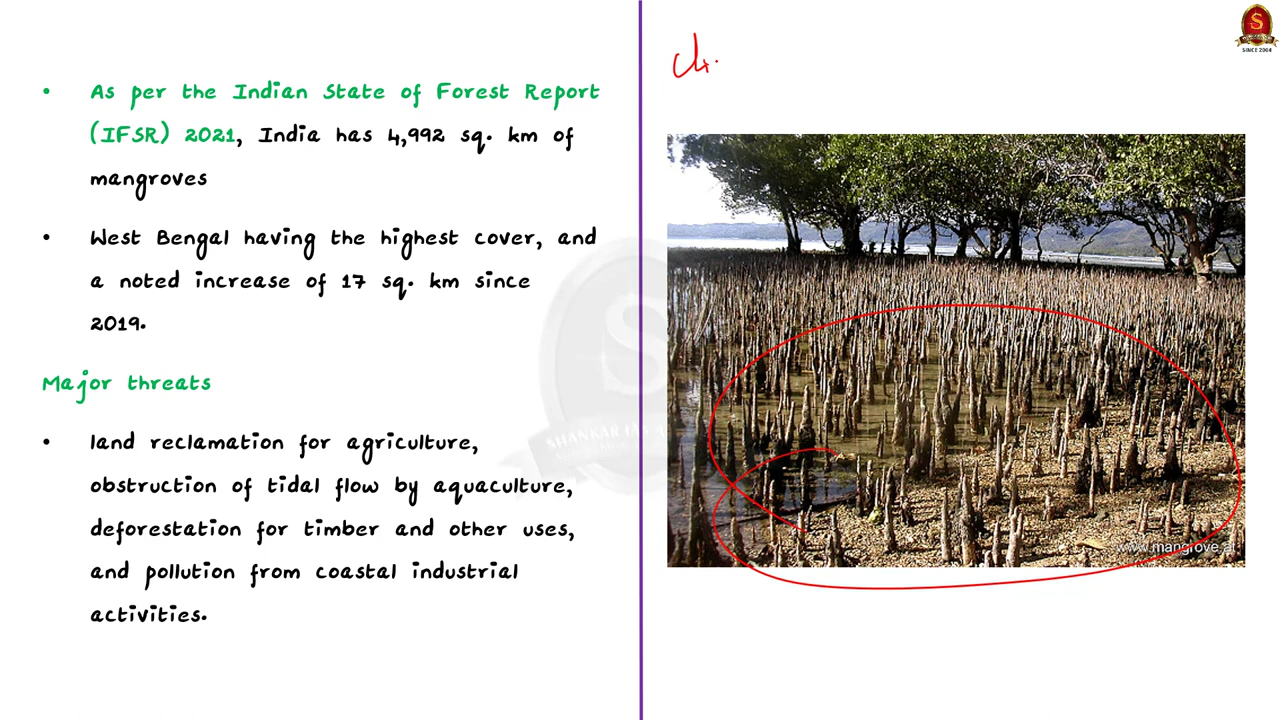 • As per the Indian State of Forest Report
(IFSR) 2021, India has 4,992 sq. km of
mangroves
• West Bengal having the highest cover, and
a noted increase of 17 sq. km since
2019.
Major threats
• land reclamation for agriculture,
obstruction of tidal flow by aquaculture,
deforestation for timber and other uses,
and pollution from coastal industrial
activities.
S
SINCE 2004
SHANKAR IAS